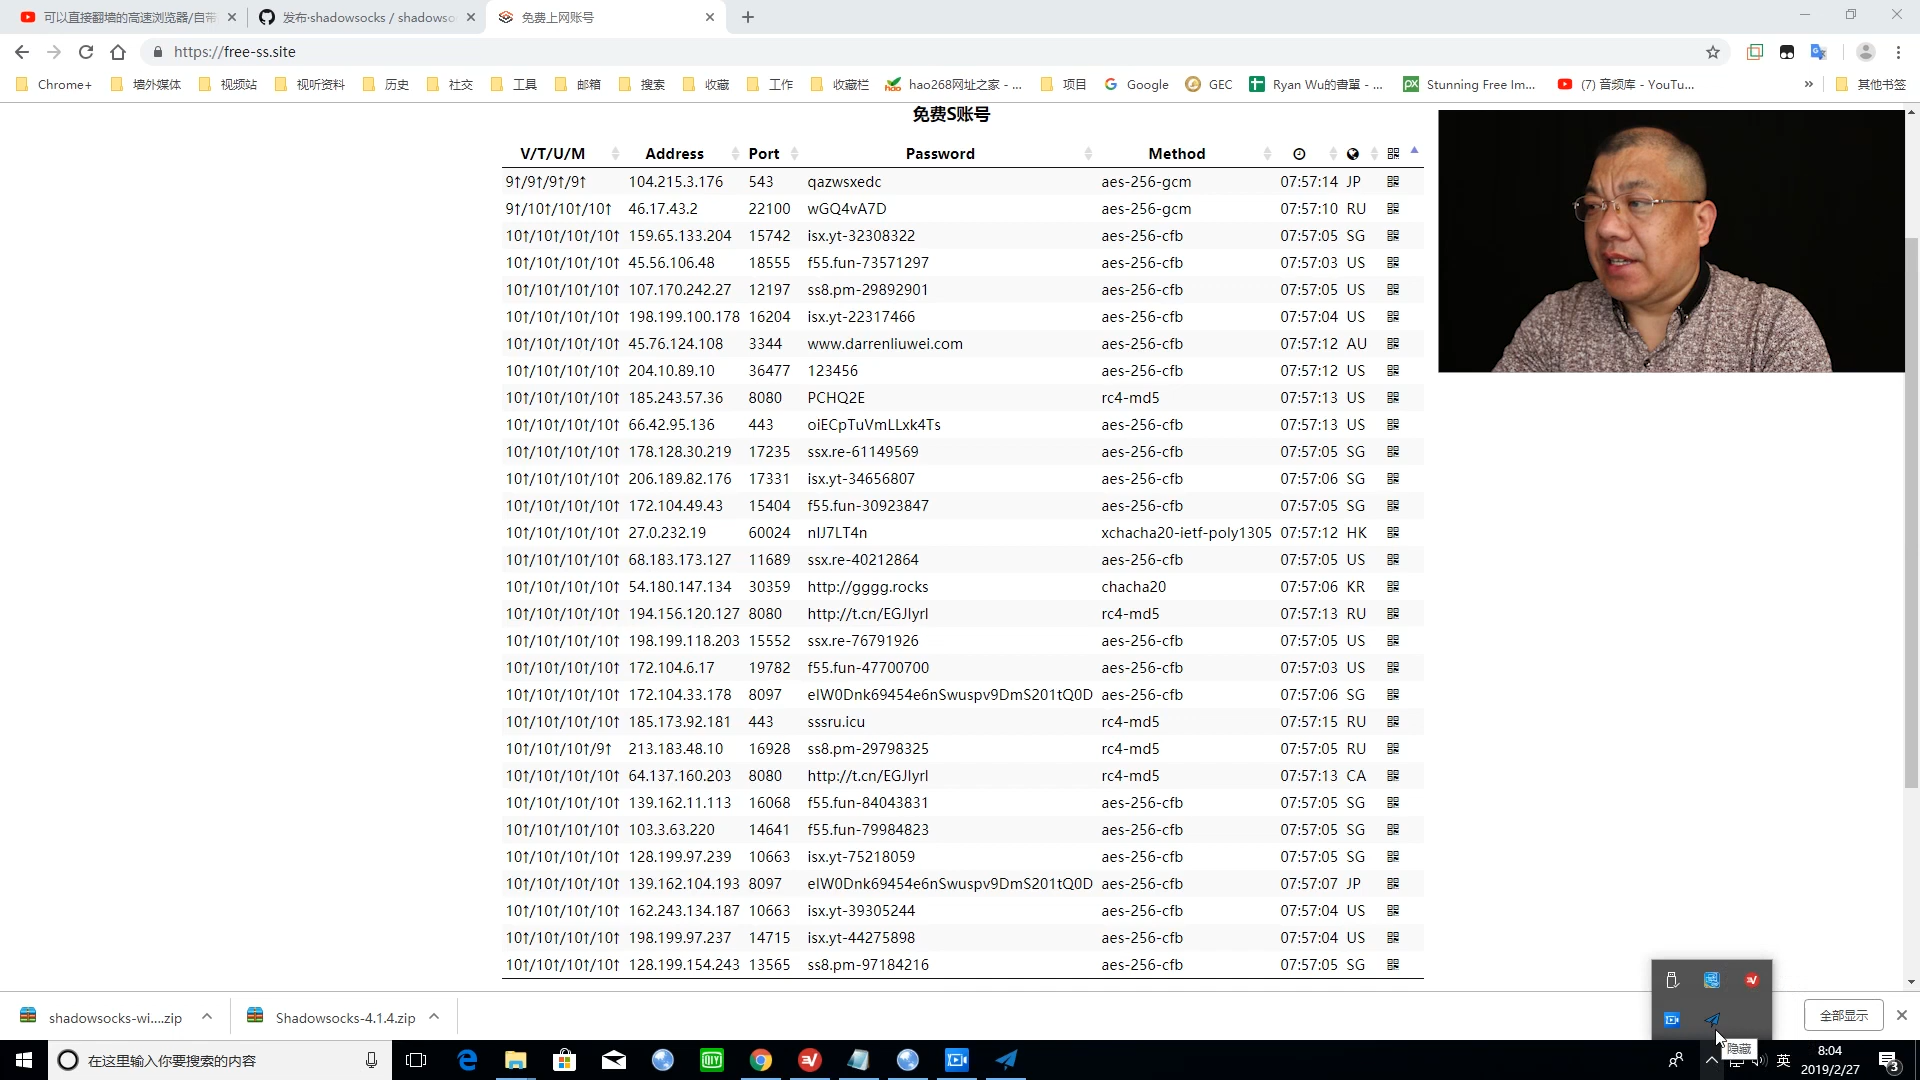 可以直接翻墙的高速浏览器/自带
发布·shadowsocks / shadowso
免费上网账号
https://free-ss.site
Chrome+
墙外媒体
视频站
视听资料
历史
社交
工具
邮箱
搜索
收藏
工作
收藏栏
hao268网址之家 - ...
项目
Google
GEC
Ryan Wu的書單 - ...
Stunning Free Im...
(7) 音频库 - YouTu...
»
其他书签
免费S账号
V/T/U/M Address Port Password Method
9↑/9↑/9↑/9↑ 104.215.3.176 543 qazwsxedc aes-256-gcm 07:57:14 JP
9↑/10↑/10↑/10↑ 46.17.43.2 22100 wGQ4vA7D aes-256-gcm 07:57:10 RU
10↑/10↑/10↑/10↑ 159.65.133.204 15742 isx.yt-32308322 aes-256-cfb 07:57:05 SG
10↑/10↑/10↑/10↑ 45.56.106.48 18555 f55.fun-73571297 aes-256-cfb 07:57:03 US
10↑/10↑/10↑/10↑ 107.170.242.27 12197 ss8.pm-29892901 aes-256-cfb 07:57:05 US
10↑/10↑/10↑/10↑ 198.199.100.178 16204 isx.yt-22317466 aes-256-cfb 07:57:04 US
10↑/10↑/10↑/10↑ 45.76.124.108 3344 www.darrenliuwei.com aes-256-cfb 07:57:12 AU
10↑/10↑/10↑/10↑ 204.10.89.10 36477 123456 aes-256-cfb 07:57:12 US
10↑/10↑/10↑/10↑ 185.243.57.36 8080 PCHQ2E rc4-md5 07:57:13 US
10↑/10↑/10↑/10↑ 66.42.95.136 443 oiECpTuVmLLxk4Ts aes-256-cfb 07:57:13 US
10↑/10↑/10↑/10↑ 178.128.30.219 17235 ssx.re-61149569 aes-256-cfb 07:57:05 SG
10↑/10↑/10↑/10↑ 206.189.82.176 17331 isx.yt-34656807 aes-256-cfb 07:57:06 SG
10↑/10↑/10↑/10↑ 172.104.49.43 15404 f55.fun-30923847 aes-256-cfb 07:57:05 SG
10↑/10↑/10↑/10↑ 27.0.232.19 60024 nIJ7LT4n xchacha20-ietf-poly1305 07:57:12 HK
10↑/10↑/10↑/10↑ 68.183.173.127 11689 ssx.re-40212864 aes-256-cfb 07:57:05 US
10↑/10↑/10↑/10↑ 54.180.147.134 30359 http://gggg.rocks chacha20 07:57:06 KR
10↑/10↑/10↑/10↑ 194.156.120.127 8080 http://t.cn/EGJIyrl rc4-md5 07:57:13 RU
10↑/10↑/10↑/10↑ 198.199.118.203 15552 ssx.re-76791926 aes-256-cfb 07:57:05 US
10↑/10↑/10↑/10↑ 172.104.6.17 19782 f55.fun-47700700 aes-256-cfb 07:57:03 US
10↑/10↑/10↑/10↑ 172.104.33.178 8097 eIW0Dnk69454e6nSwuspv9DmS201tQ0D aes-256-cfb 07:57:06 SG
10↑/10↑/10↑/10↑ 185.173.92.181 443 sssru.icu rc4-md5 07:57:15 RU
10↑/10↑/10↑/9↑ 213.183.48.10 16928 ss8.pm-29798325 rc4-md5 07:57:05 RU
10↑/10↑/10↑/10↑ 64.137.160.203 8080 http://t.cn/EGJIyrl rc4-md5 07:57:13 CA
10↑/10↑/10↑/10↑ 139.162.11.113 16068 f55.fun-84043831 aes-256-cfb 07:57:05 SG
10↑/10↑/10↑/10↑ 103.3.63.220 14641 f55.fun-79984823 aes-256-cfb 07:57:05 SG
10↑/10↑/10↑/10↑ 128.199.97.239 10663 isx.yt-75218059 aes-256-cfb 07:57:05 SG
10↑/10↑/10↑/10↑ 139.162.104.193 8097 eIW0Dnk69454e6nSwuspv9DmS201tQ0D aes-256-cfb 07:57:07 JP
10↑/10↑/10↑/10↑ 162.243.134.187 10663 isx.yt-39305244 aes-256-cfb 07:57:04 US
10↑/10↑/10↑/10↑ 198.199.97.237 14715 isx.yt-44275898 aes-256-cfb 07:57:04 US
10↑/10↑/10↑/10↑ 128.199.154.243 13565 ss8.pm-97184216 aes-256-cfb 07:57:05 SG
shadowsocks-wi....zip
Shadowsocks-4.1.4.zip
全部显示
在这里输入你要搜索的内容
隐藏
英
8:04
2019/2/27
3